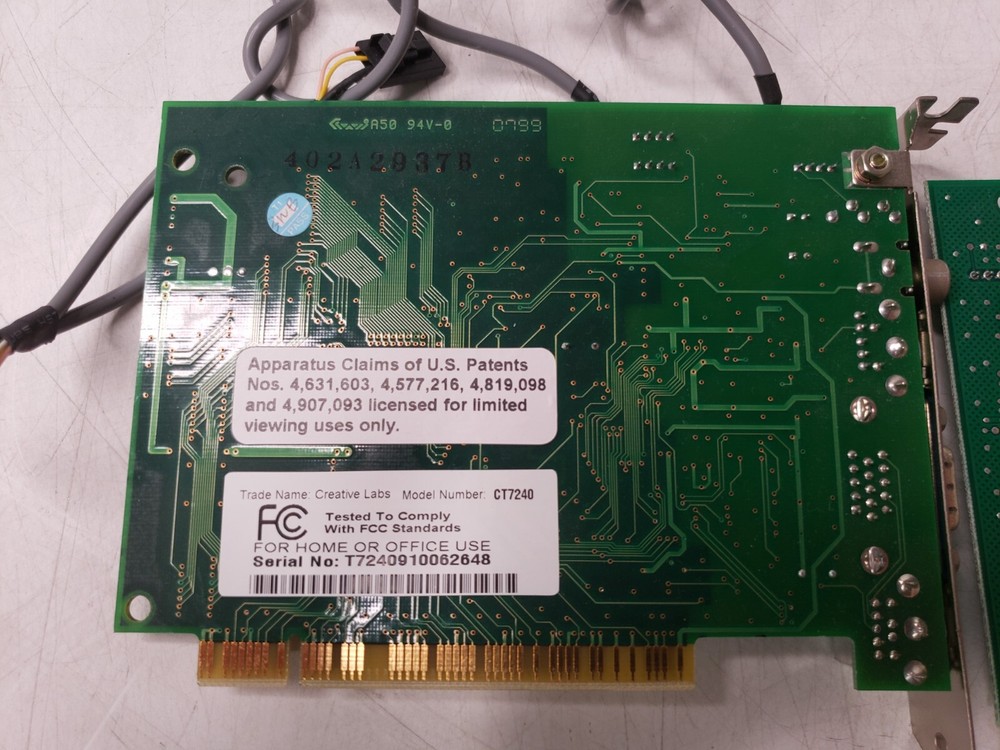 A50 94V-0 0799
402A2937B
Apparatus Claims of U.S. Patents
Nos. 4,631,603, 4,577,216, 4,819,098
and 4,907,093 licensed for limited
viewing uses only.
Trade Name: Creative Labs Model Number: CT7240
FC Tested To Comply
With FCC Standards
FOR HOME OR OFFICE USE
Serial No: T7240910062648